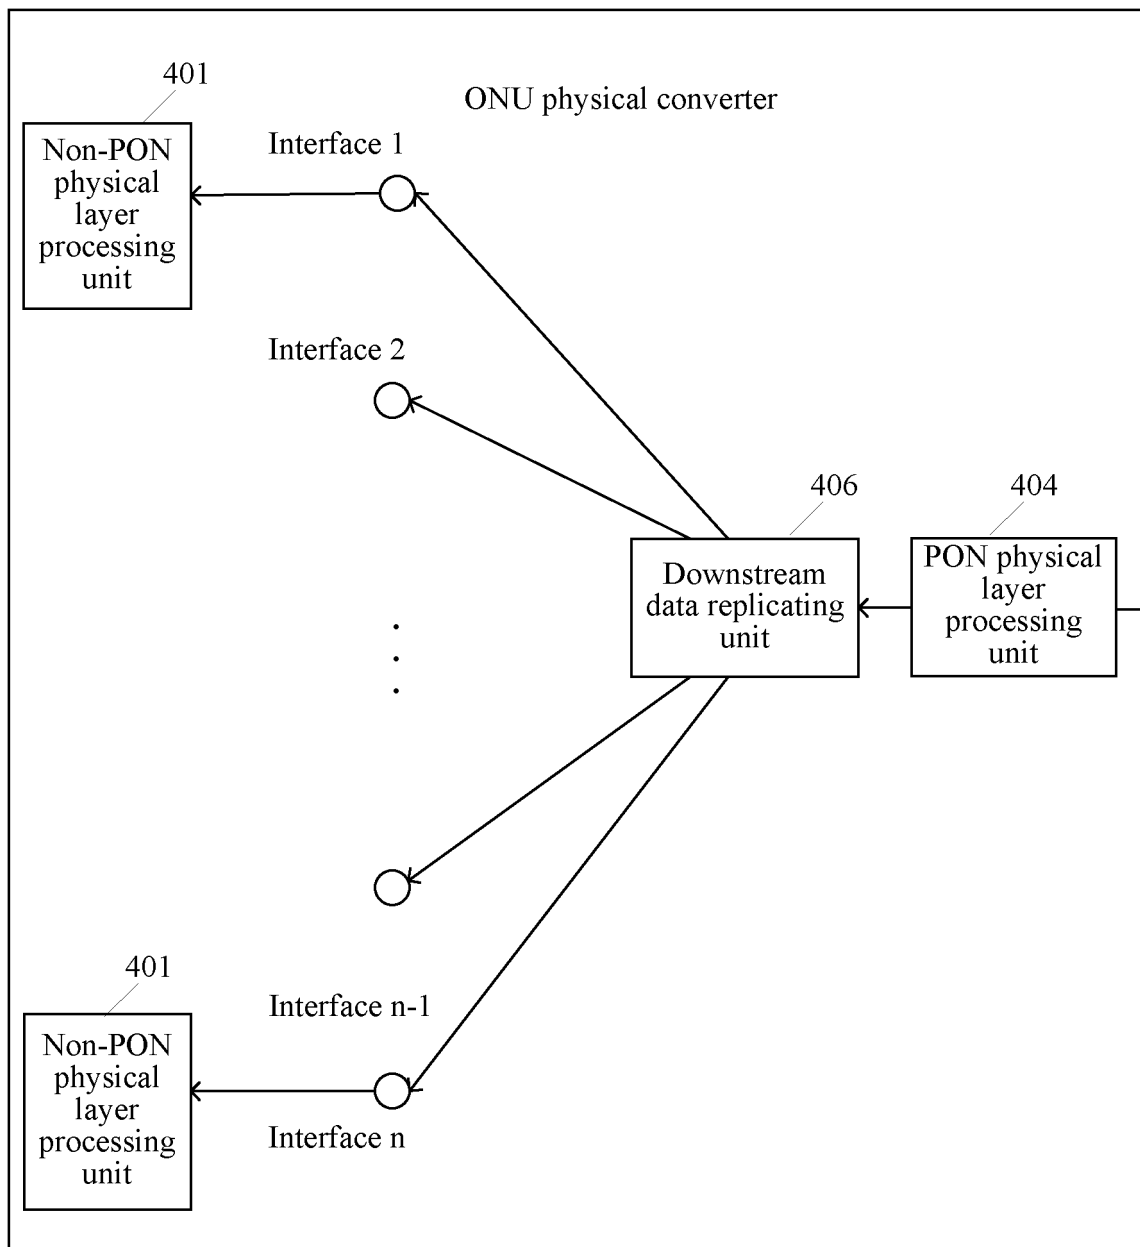 401
ONU physical converter
Non-PON
physical
layer
processing
unit
Interface 1
Interface 2
406
404
Downstream
data replicating
unit
PON physical
layer
processing
unit
401
Non-PON
physical
layer
processing
unit
Interface n-1
Interface n